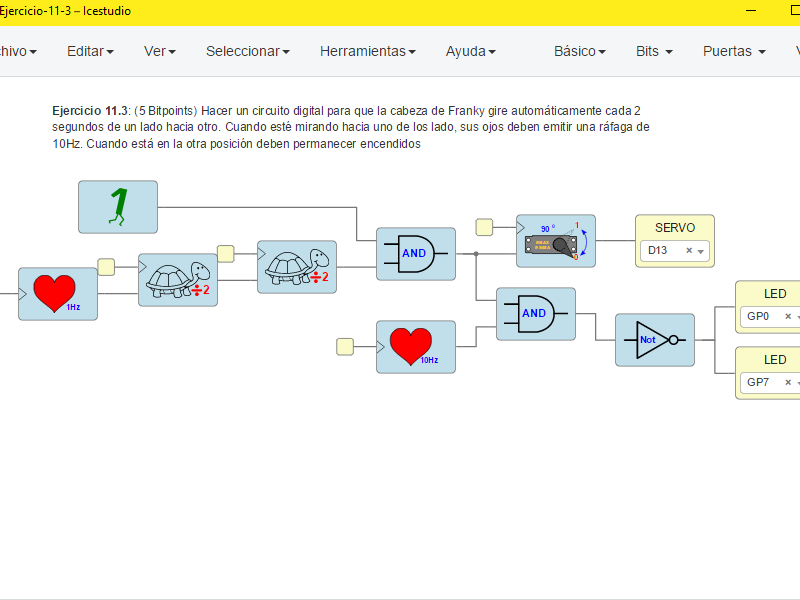 Ejercicio-11-3 – Icestudio
hivo Editar Ver Seleccionar Herramientas Ayuda Básico Bits Puertas V
Ejercicio 11.3: (5 Bitpoints) Hacer un circuito digital para que la cabeza de Franky gire automáticamente cada 2
segundos de un lado hacia otro. Cuando esté mirando hacia uno de los lado, sus ojos deben emitir una ráfaga de
10Hz. Cuando está en la otra posición deben permanecer encendidos
1
90 º 1
0
SERVO
D13
AND
÷2
÷2
1Hz
AND
LED
GP0
Not
10Hz
LED
GP7